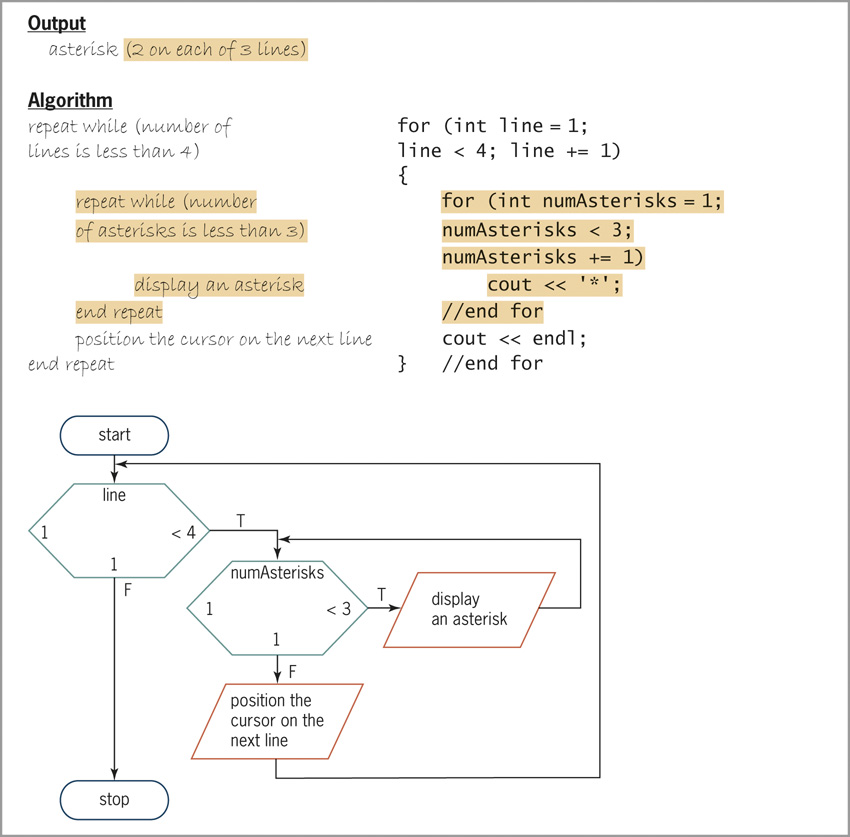 Output
asterisk (2 on each of 3 lines)
Algorithm
repeat while (number of
lines is less than 4)
repeat while (number
of asterisks is less than 3)
display an asterisk
end repeat
position the cursor on the next line
end repeat
for (int line = 1;
line < 4; line += 1)
{
for (int numAsterisks = 1;
numAsterisks < 3;
numAsterisks += 1)
cout << '*';
//end for
cout << endl;
} //end for
start
line
1 < 4
1
T
F
numAsterisks
1 < 3
1
T
F
display
an asterisk
position the
cursor on the
next line
stop